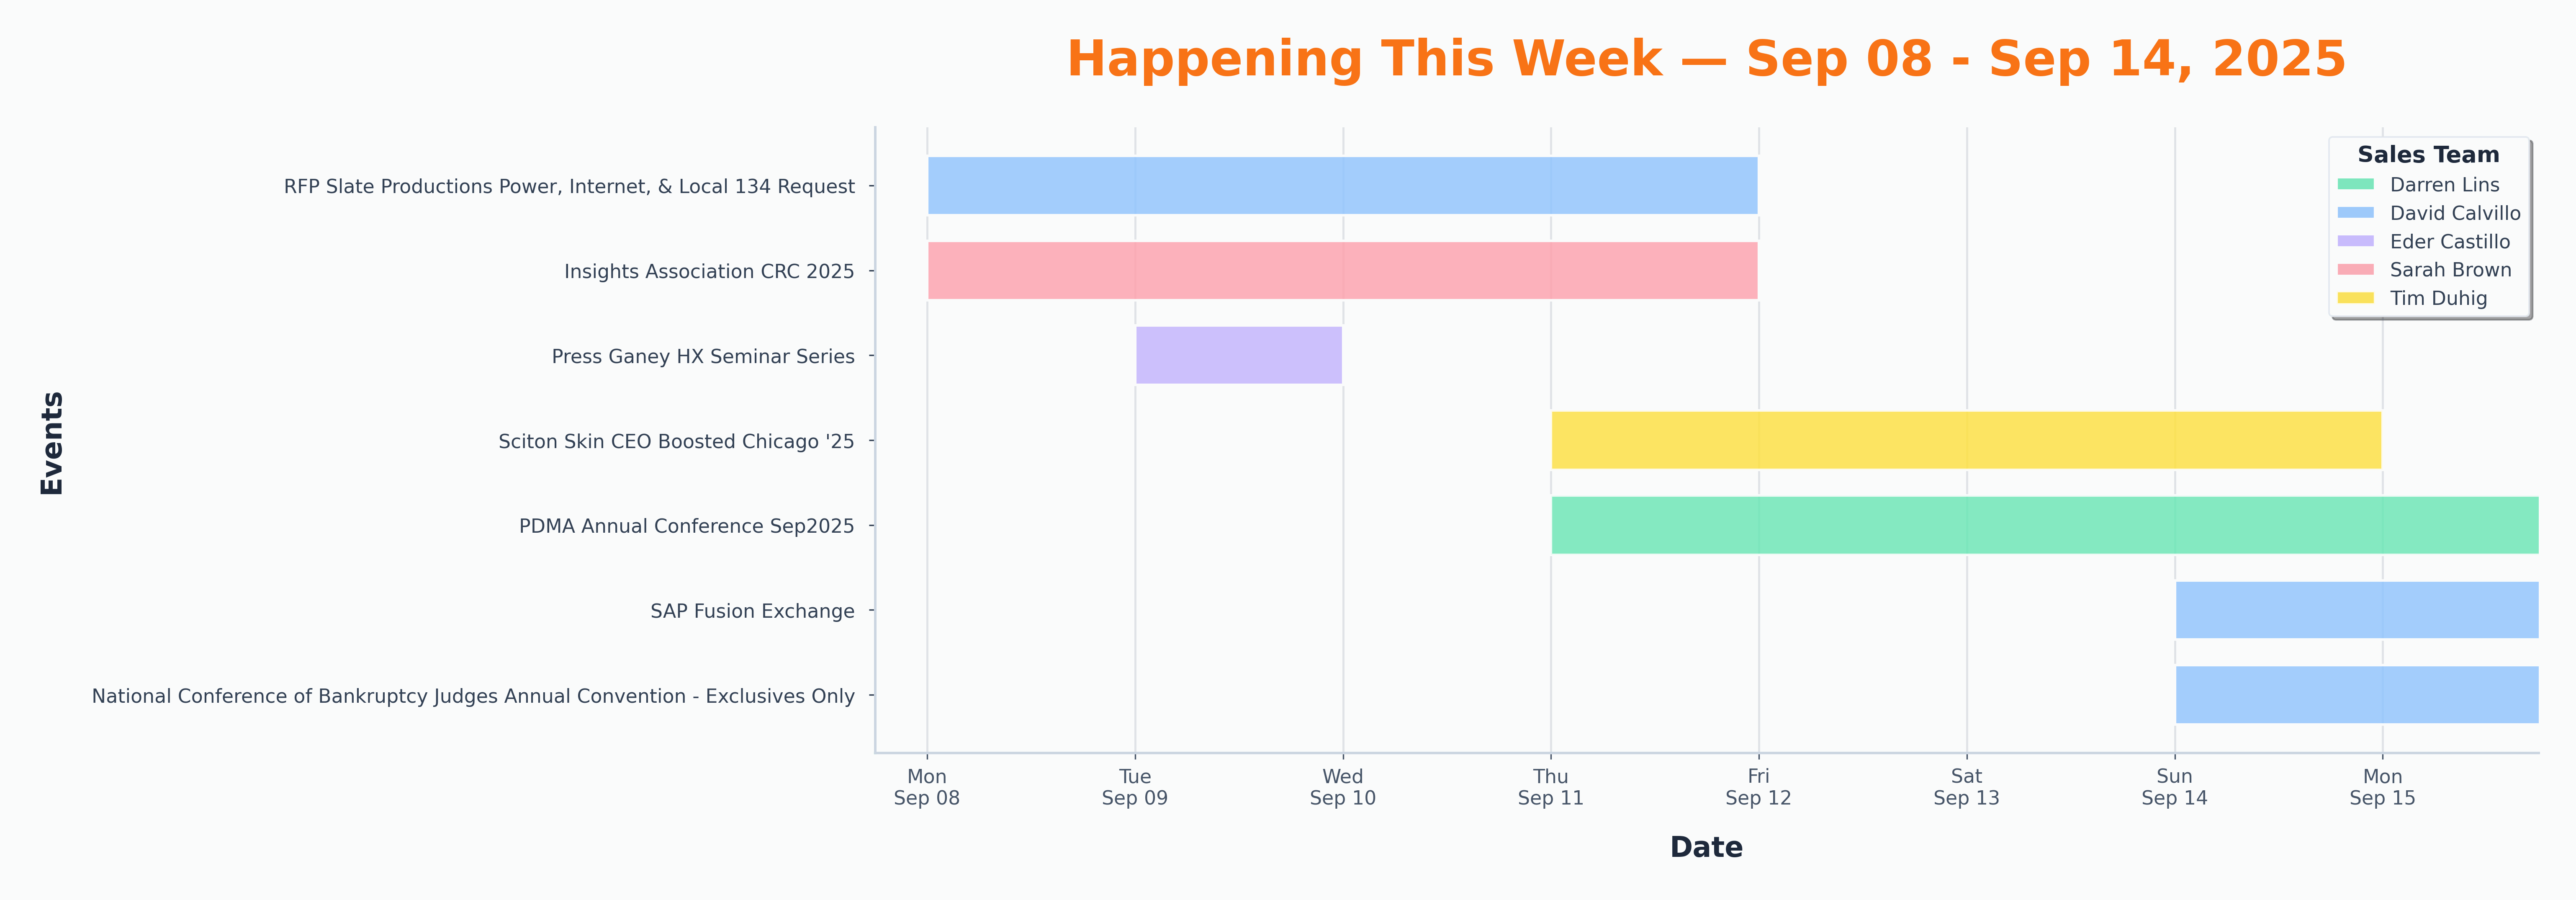 Happening This Week — Sep 08 - Sep 14, 2025
Sales Team
Darren Lins
David Calvillo
Eder Castillo
Sarah Brown
Tim Duhig
Events
RFP Slate Productions Power, Internet, & Local 134 Request
Insights Association CRC 2025
Press Ganey HX Seminar Series
Sciton Skin CEO Boosted Chicago '25
PDMA Annual Conference Sep2025
SAP Fusion Exchange
National Conference of Bankruptcy Judges Annual Convention - Exclusives Only
Mon Tue Wed Thu Fri Sat Sun Mon
Sep 08 Sep 09 Sep 10 Sep 11 Sep 12 Sep 13 Sep 14 Sep 15
Date